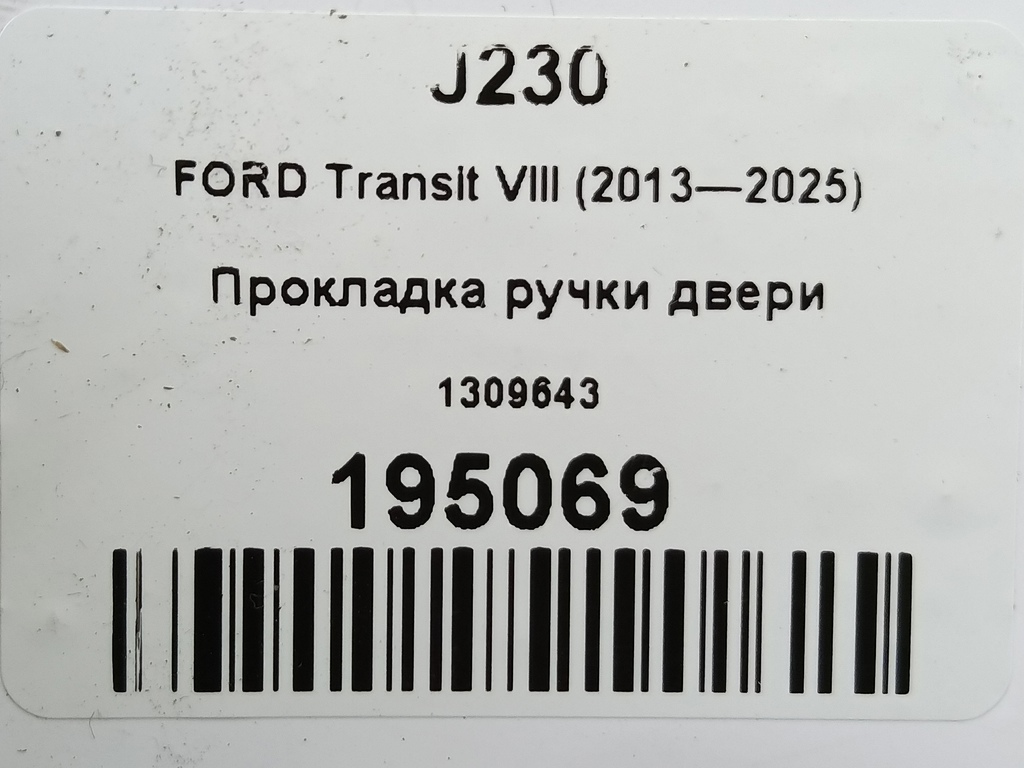 J230
FORD Transit VIII (2013—2025)
Прокладка ручки двери
1309643
195069